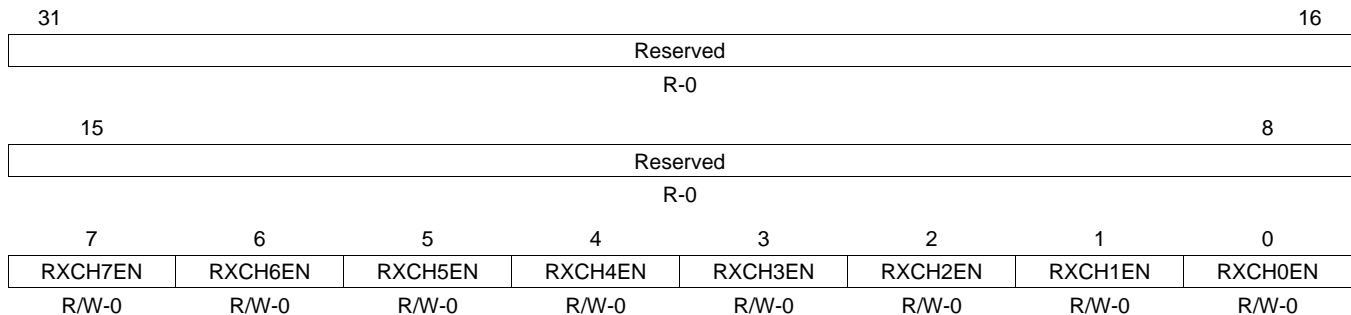 31 16
Reserved
R-0
15 8
Reserved
R-0
7 6 5 4 3 2 1 0
RXCH7EN RXCH6EN RXCH5EN RXCH4EN RXCH3EN RXCH2EN RXCH1EN RXCH0EN
R/W-0 R/W-0 R/W-0 R/W-0 R/W-0 R/W-0 R/W-0 R/W-0